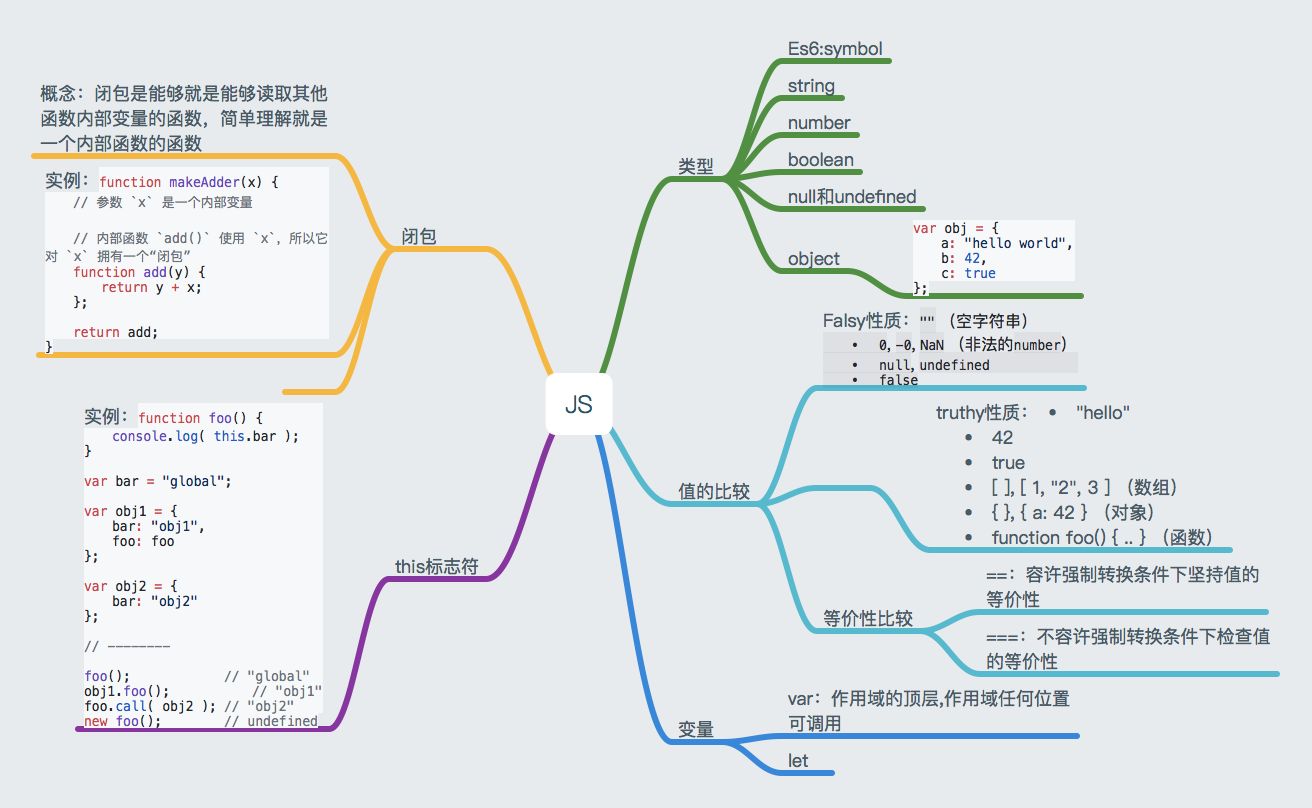 JS
类型
Es6:symbol
string
number
boolean
null和undefined
object
var obj = {
    a: "hello world",
    b: 42,
    c: true
};
值的比较
Falsy性质： "" （空字符串）
• 0, -0, NaN （非法的number）
• null, undefined
• false
truthy性质： • "hello"
• 42
• true
• [ ], [ 1, "2", 3 ] （数组）
• { }, { a: 42 } （对象）
• function foo() { .. } （函数）
等价性比较
==：容许强制转换条件下坚持值的
等价性
===：不容许强制转换条件下检查值
的等价性
变量
var：作用域的顶层,作用域任何位置
可调用
let
闭包
概念：闭包是能够就是能够读取其他
函数内部变量的函数，简单理解就是
一个内部函数的函数
实例：function makeAdder(x) {
    // 参数 `x` 是一个内部变量
    // 内部函数 `add()` 使用 `x`，所以它
对 `x` 拥有一个“闭包”
    function add(y) {
        return y + x;
    };
    return add;
}
this标志符
实例：function foo() {
    console.log( this.bar );
}
var bar = "global";
var obj1 = {
    bar: "obj1",
    foo: foo
};
var obj2 = {
    bar: "obj2"
};
// --------
foo();            // "global"
obj1.foo();           // "obj1"
foo.call( obj2 ); // "obj2"
new foo();        // undefined